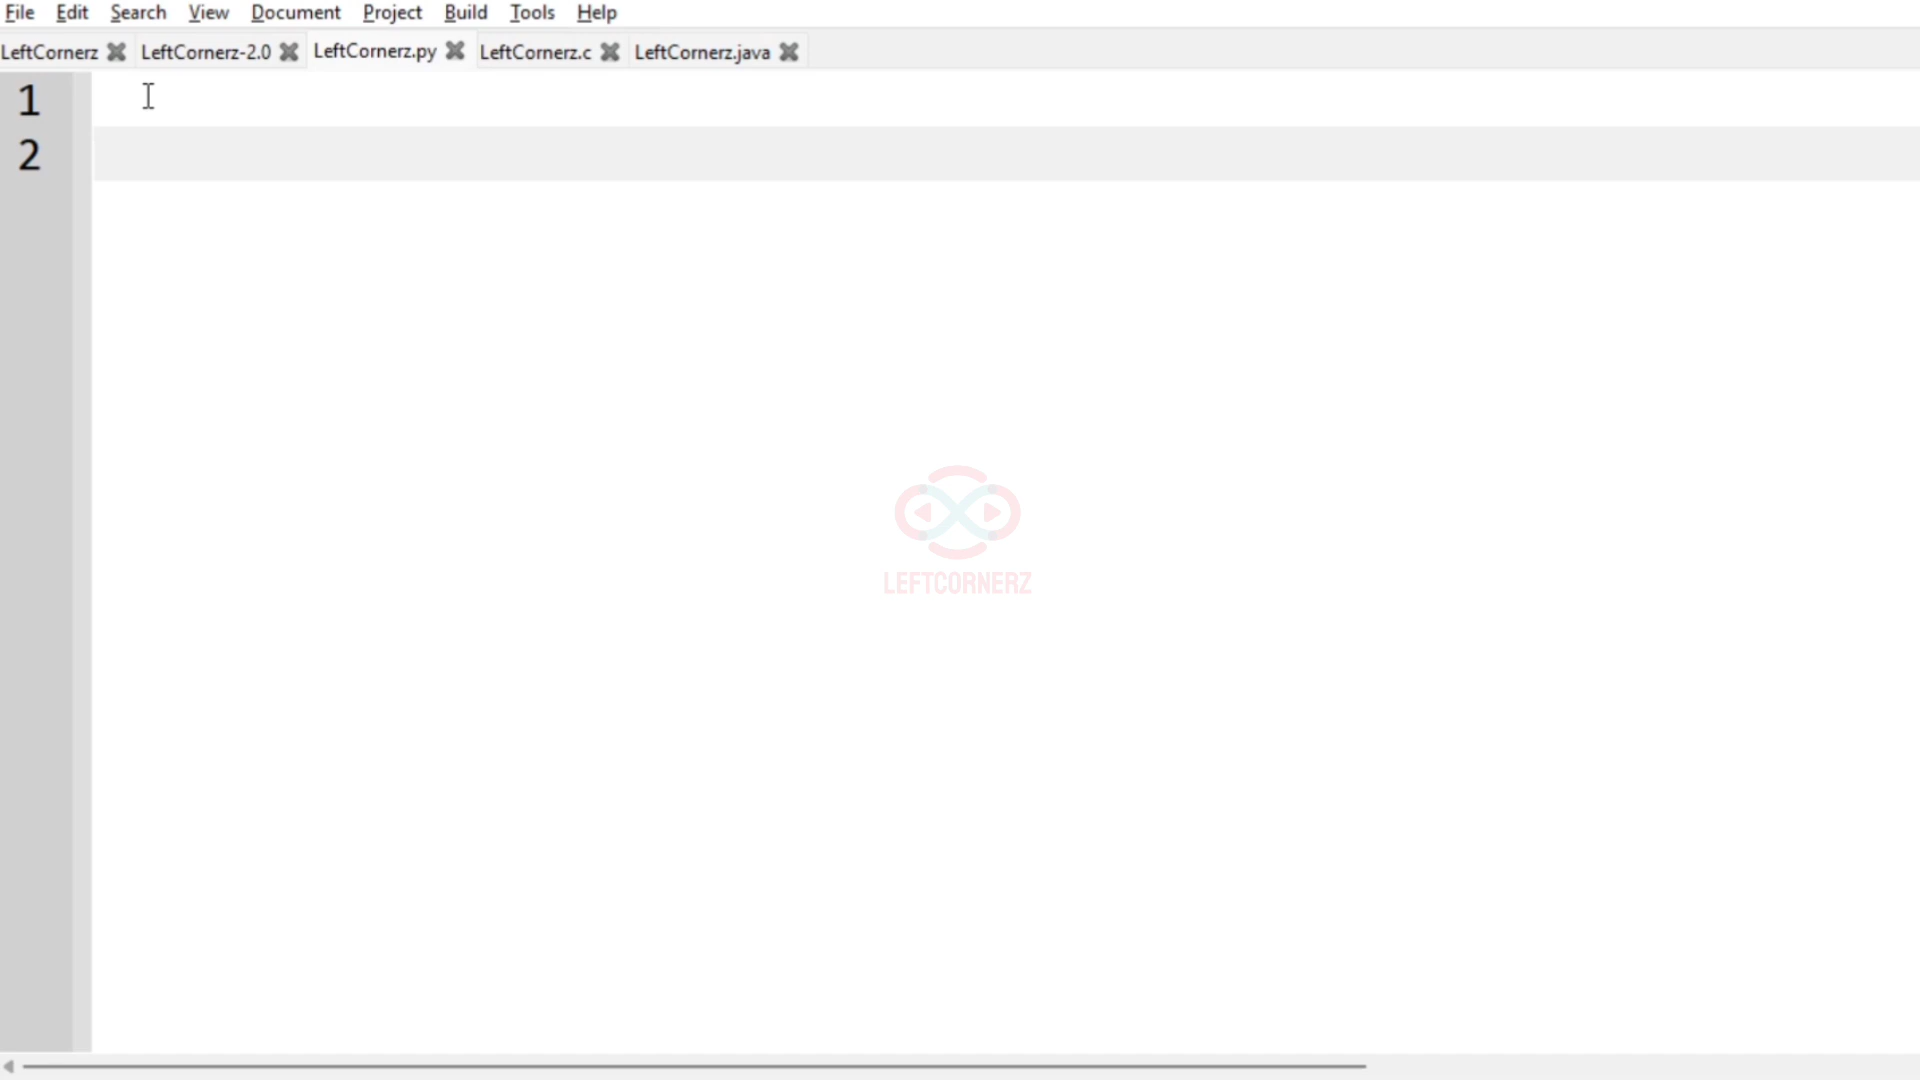 File Edit Search View Document Project Build Tools Help
LeftCornerz LeftCornerz-2.0 LeftCornerz.py LeftCornerz.c LeftCornerz.java
1
2
LEFTCORNERZ